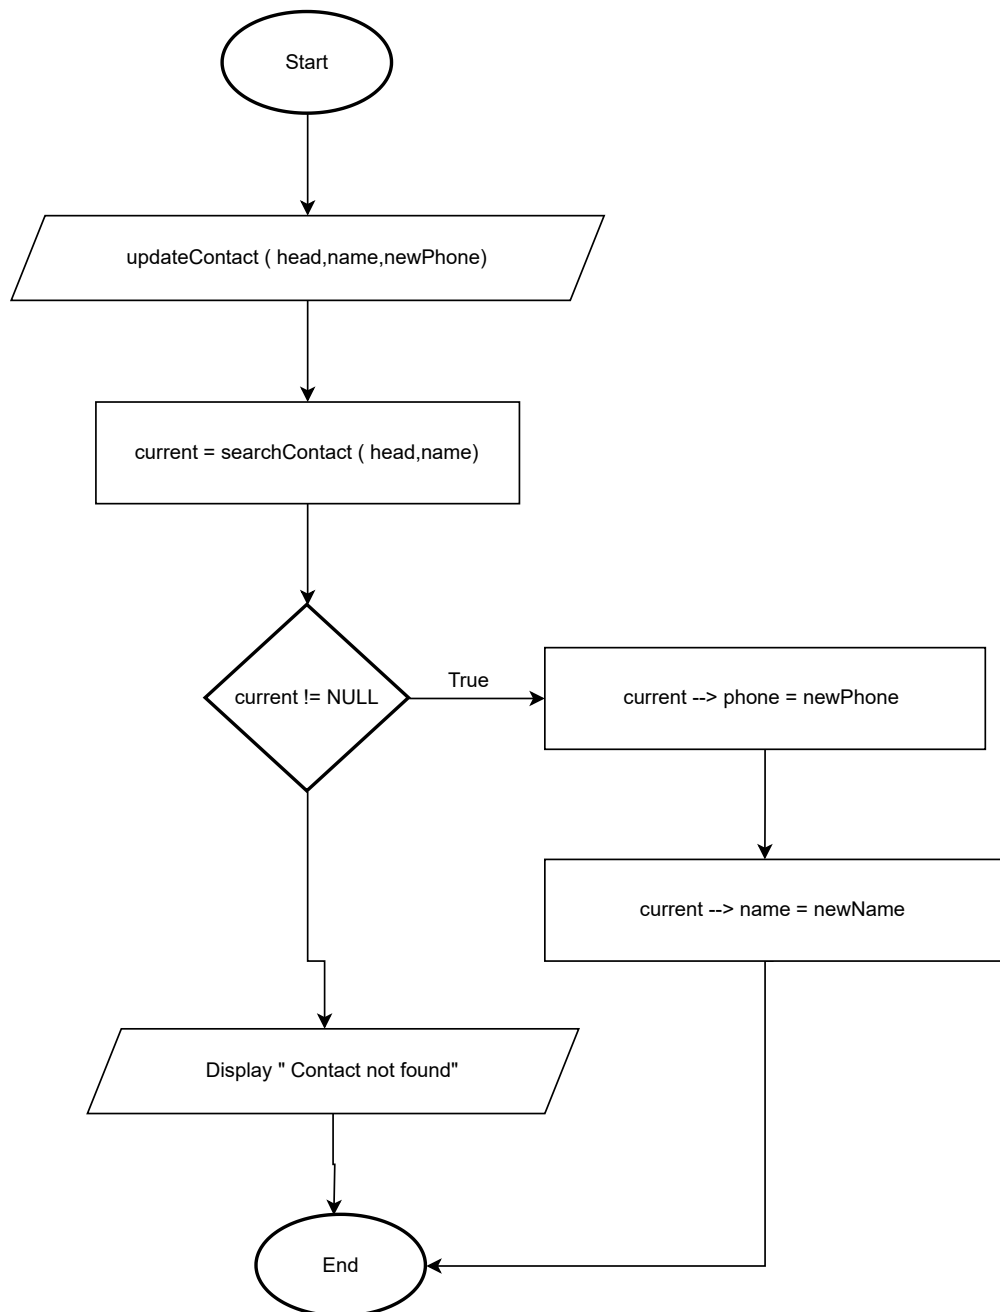 Start
updateContact ( head,name,newPhone)
current = searchContact ( head,name)
current != NULL
True
current --> phone = newPhone
current --> name = newName
Display " Contact not found"
End